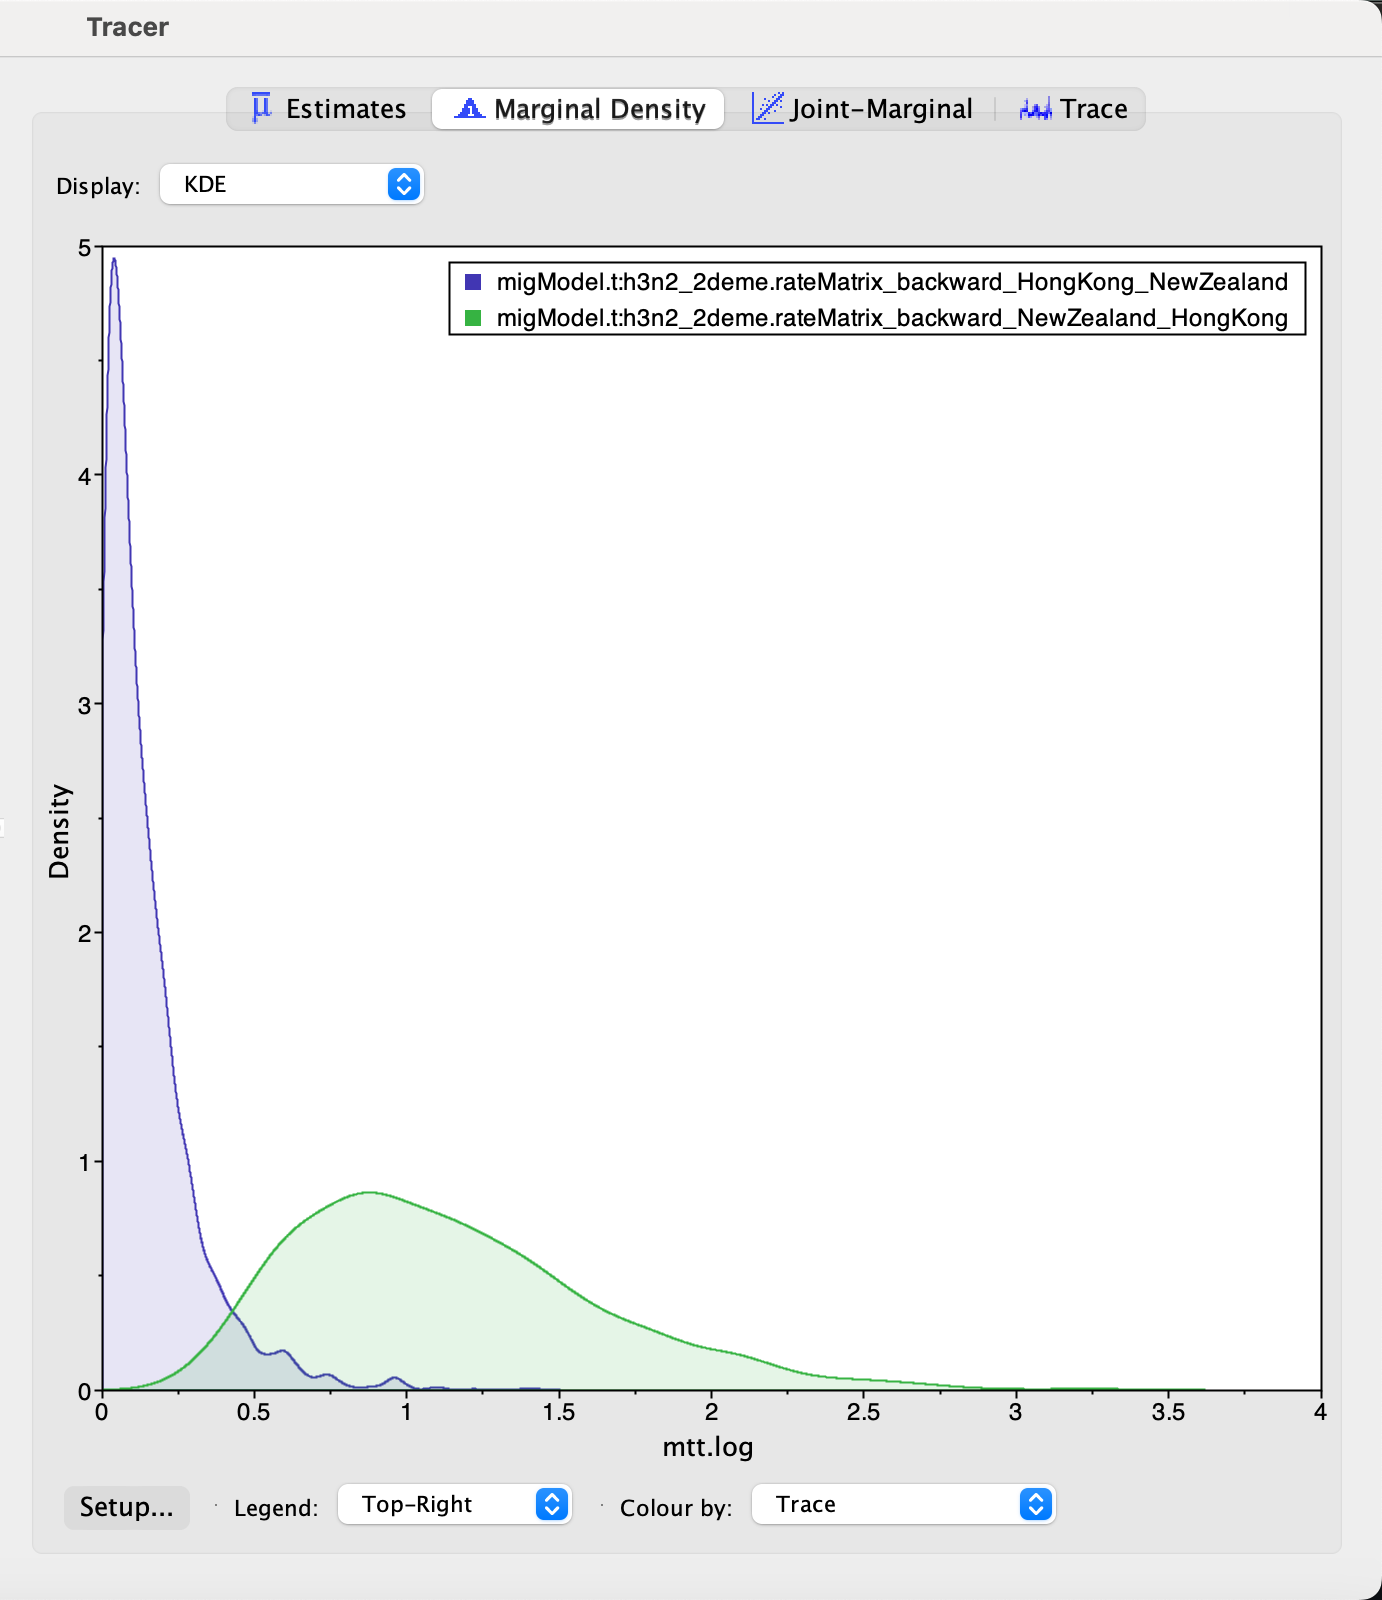 Tracer
Estimates Marginal Density Joint-Marginal Trace
Display: KDE
migModel.t:h3n2_2deme.rateMatrix_backward_HongKong_NewZealand
migModel.t:h3n2_2deme.rateMatrix_backward_NewZealand_HongKong
5
4
3
2
1
0
Density
0 0.5 1 1.5 2 2.5 3 3.5 4
mtt.log
Setup... Legend: Top-Right Colour by: Trace